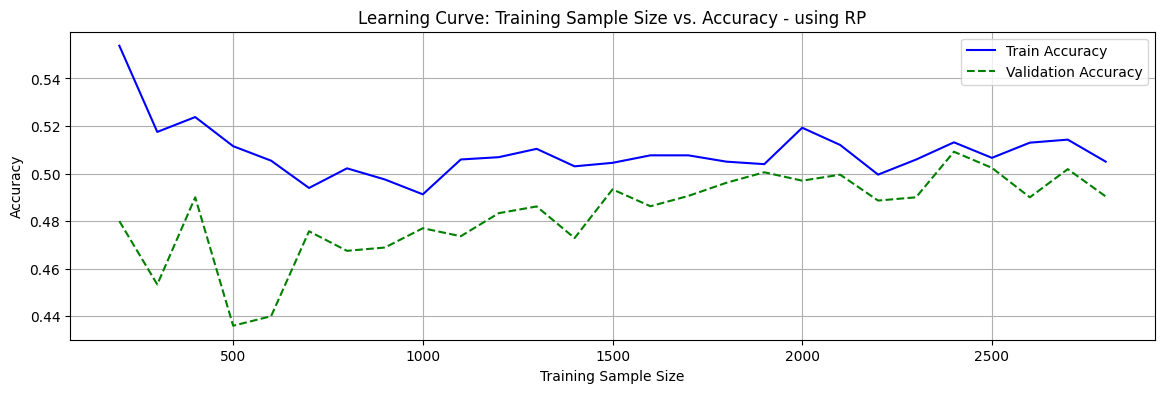 Learning Curve: Training Sample Size vs. Accuracy - using RP
Train Accuracy
Validation Accuracy
Accuracy
0.54
0.52
0.50
0.48
0.46
0.44
500 1000 1500 2000 2500
Training Sample Size